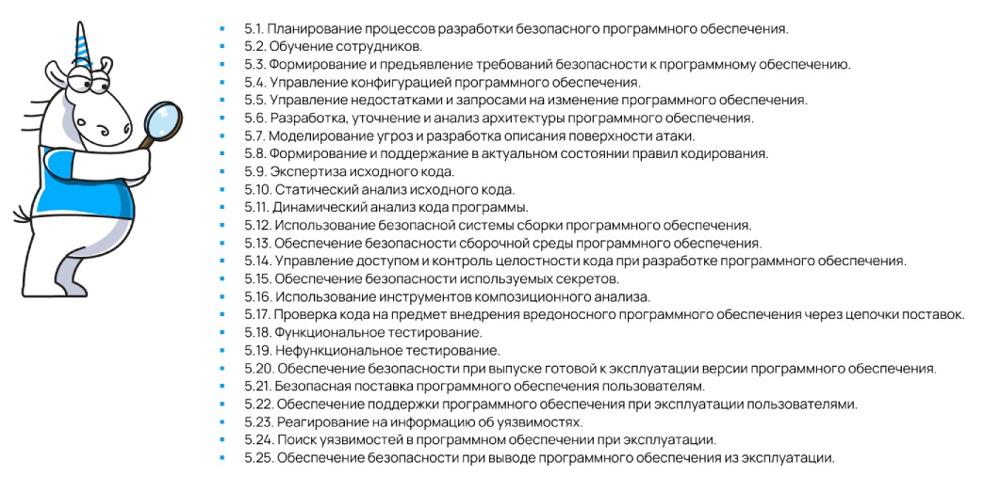 5.1. Планирование процессов разработки безопасного программного обеспечения.
5.2. Обучение сотрудников.
5.3. Формирование и предъявление требований безопасности к программному обеспечению.
5.4. Управление конфигурацией программного обеспечения.
5.5. Управление недостатками и запросами на изменение программного обеспечения.
5.6. Разработка, уточнение и анализ архитектуры программного обеспечения.
5.7. Моделирование угроз и разработка описания поверхности атаки.
5.8. Формирование и поддержание в актуальном состоянии правил кодирования.
5.9. Экспертиза исходного кода.
5.10. Статический анализ исходного кода.
5.11. Динамический анализ кода программы.
5.12. Использование безопасной системы сборки программного обеспечения.
5.13. Обеспечение безопасности сборочной среды программного обеспечения.
5.14. Управление доступом и контроль целостности кода при разработке программного обеспечения.
5.15. Обеспечение безопасности используемых секретов.
5.16. Использование инструментов композиционного анализа.
5.17. Проверка кода на предмет внедрения вредоносного программного обеспечения через цепочки поставок.
5.18. Функциональное тестирование.
5.19. Нефункциональное тестирование.
5.20. Обеспечение безопасности при выпуске готовой к эксплуатации версии программного обеспечения.
5.21. Безопасная поставка программного обеспечения пользователям.
5.22. Обеспечение поддержки программного обеспечения при эксплуатации пользователями.
5.23. Реагирование на информацию об уязвимостях.
5.24. Поиск уязвимостей в программном обеспечении при эксплуатации.
5.25. Обеспечение безопасности при выводе программного обеспечения из эксплуатации.